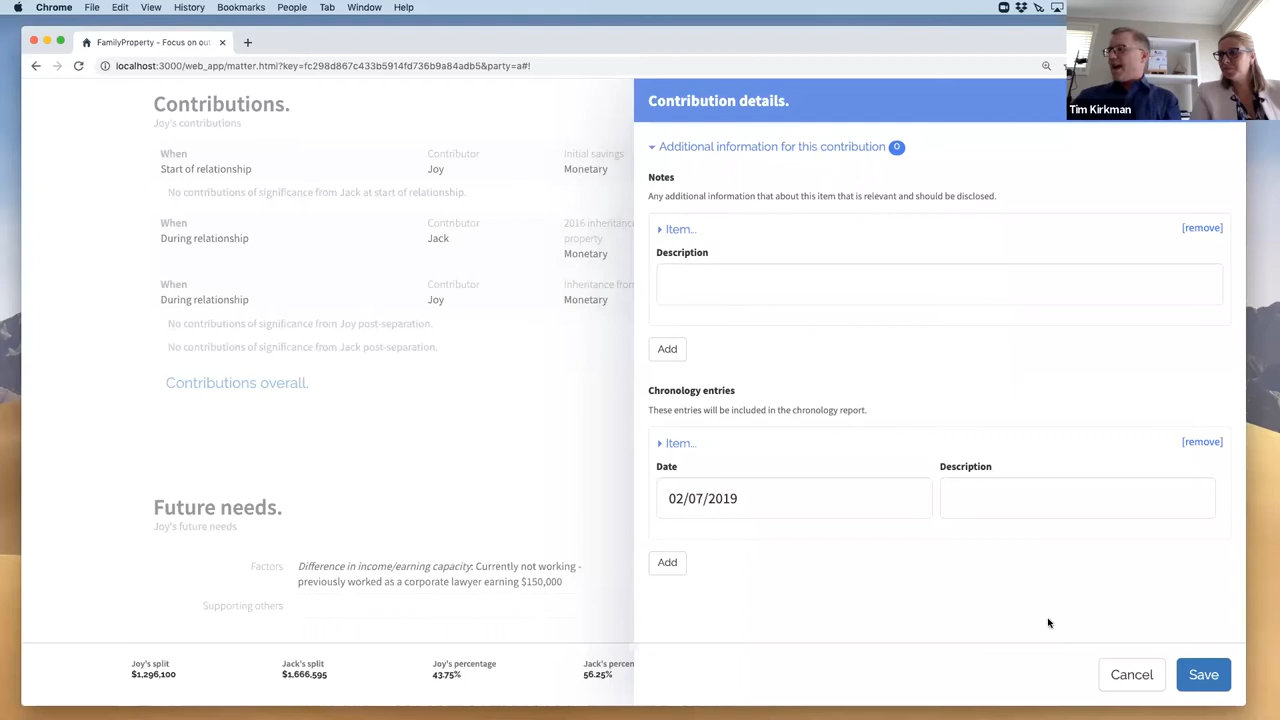 Chrome File Edit View History Bookmarks People Tab Window Help
FamilyProperty - Focus on ou
localhost:3000/web_app/matter.html?key=fc298d867c433b5914fd736b9a84adb5&party=a#!
Tim Kirkman
Contributions.
Joy's contributions
When Contributor Initial savings
Start of relationship Joy Monetary
No contributions of significance from Jack at start of relationship.
When Contributor 2016 inheritance
During relationship Jack property
Monetary
When Contributor Inheritance from
During relationship Joy Monetary
No contributions of significance from Joy post-separation.
No contributions of significance from Jack post-separation.
Contributions overall.
Future needs.
Joy's future needs
Factors Difference in income/earning capacity: Currently not working -
previously worked as a corporate lawyer earning $150,000
Supporting others
Joy's split Jack's split Joy's percentage Jack's percen
$1,296,100 $1,666,595 43.75% 56.25%
Contribution details.
Additional information for this contribution 0
Notes
Any additional information that about this item that is relevant and should be disclosed.
Item... [remove]
Description
Add
Chronology entries
These entries will be included in the chronology report.
Item... [remove]
Date Description
02/07/2019
Add
Cancel Save